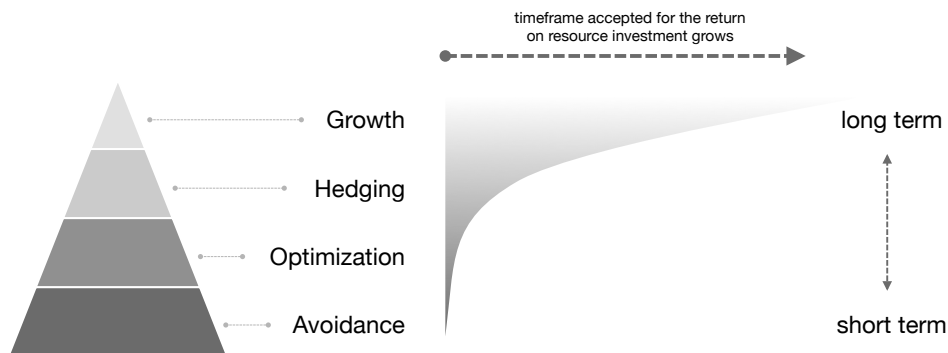 timeframe accepted for the return
on resource investment grows
Growth
long term
Hedging
Optimization
Avoidance
short term